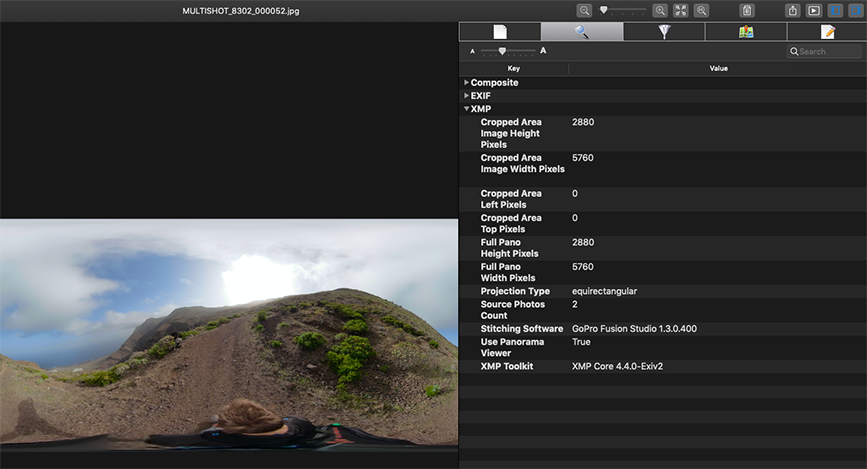 MULTISHOT_8302_000052.jpg
A A Search
Key Value
Composite
EXIF
XMP
Cropped Area 2880
Image Height
Pixels
Cropped Area 5760
Image Width Pixels
Cropped Area 0
Left Pixels
Cropped Area 0
Top Pixels
Full Pano 2880
Height Pixels
Full Pano 5760
Width Pixels
Projection Type equirectangular
Source Photos 2
Count
Stitching Software GoPro Fusion Studio 1.3.0.400
Use Panorama True
Viewer
XMP Toolkit XMP Core 4.4.0-Exiv2